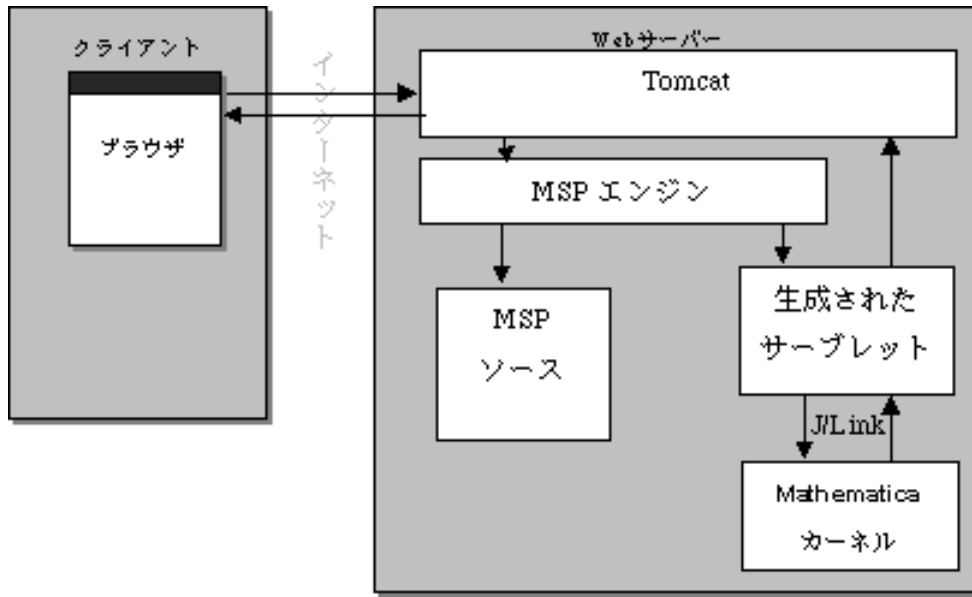 クライアント
ブラウザ
インターネット
Webサーバー
Tomcat
MSP エンジン
MSP
ソース
生成された
サーブレット
J/Link
Mathematica
カーネル